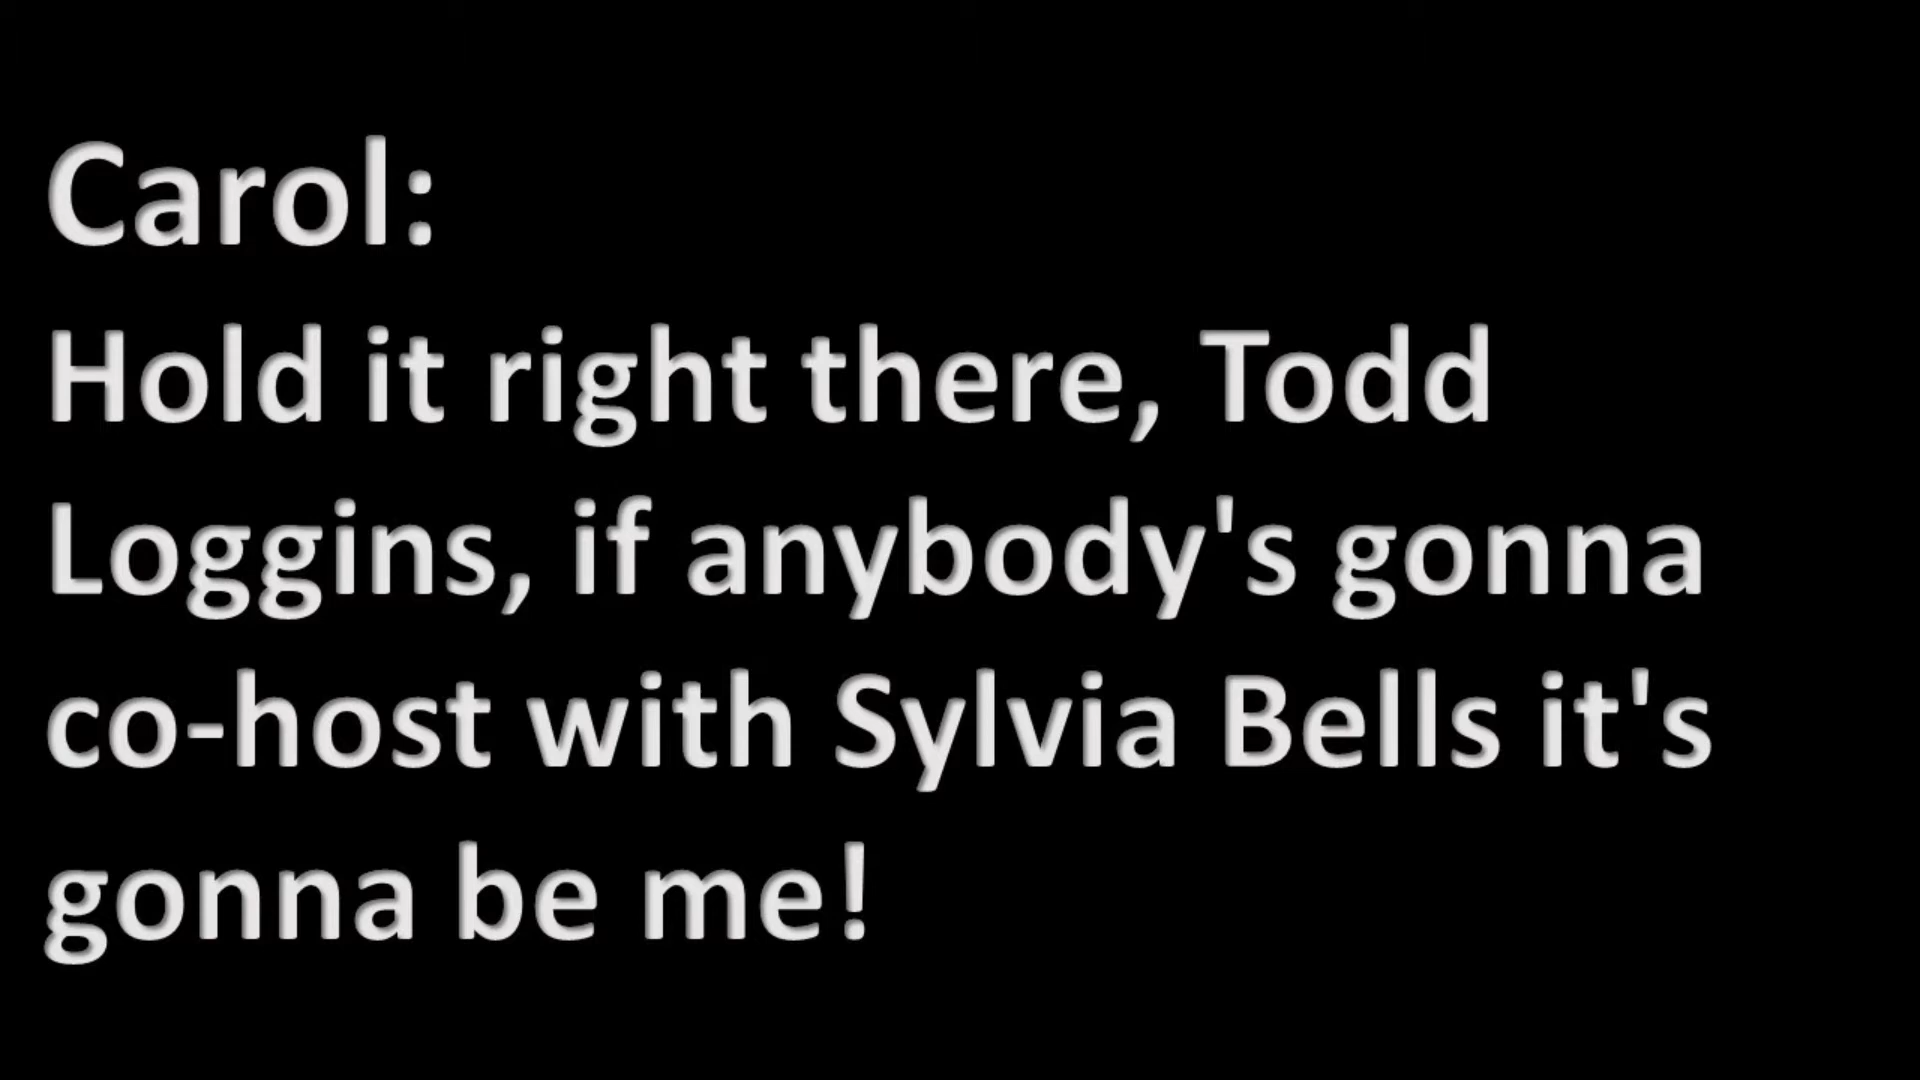 Carol:
Hold it right there, Todd
Loggins, if anybody's gonna
co-host with Sylvia Bells it's
gonna be me!